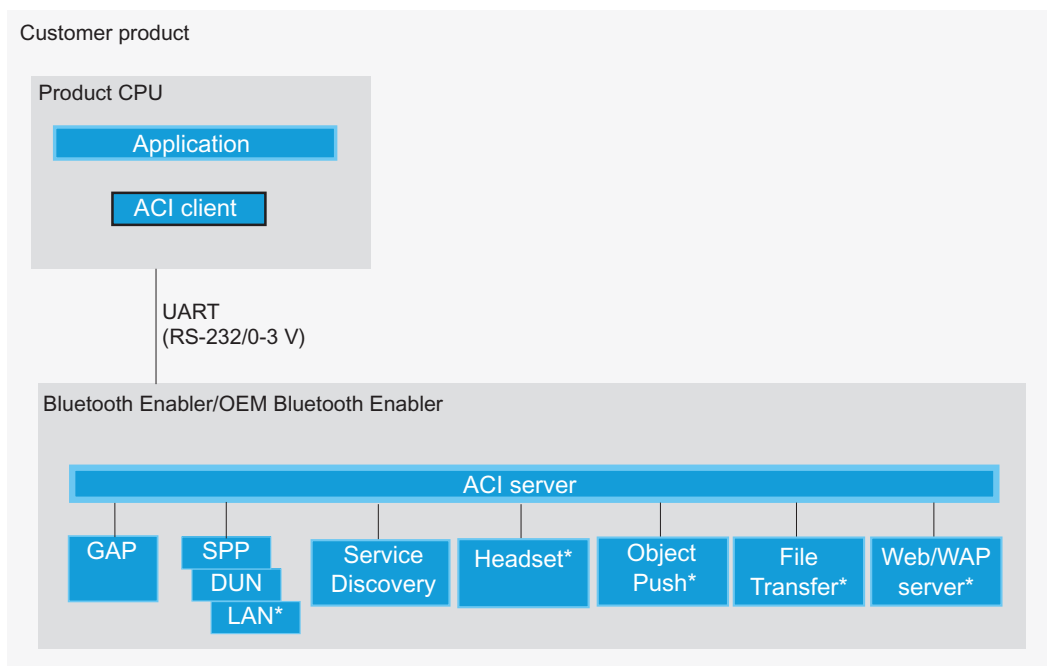 Customer product
Product CPU
Application
ACI client
UART
(RS-232/0-3 V)
Bluetooth Enabler/OEM Bluetooth Enabler
ACI server
GAP
SPP
DUN
LAN*
Service
Discovery
Headset*
Object
Push*
File
Transfer*
Web/WAP
server*